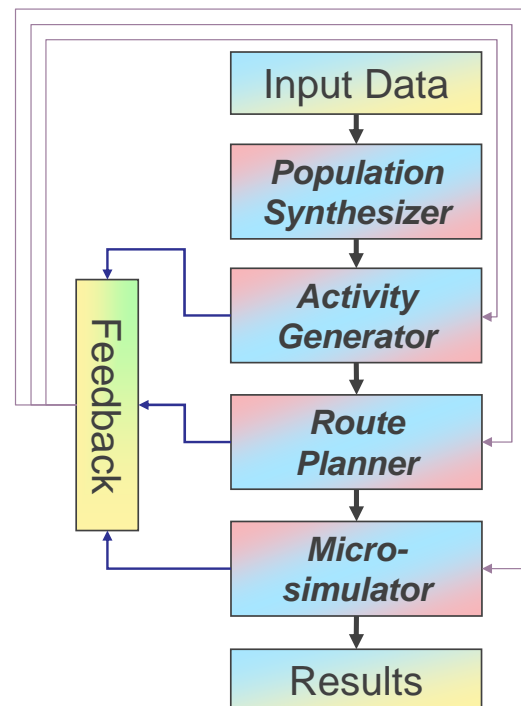 Input Data
Population
Synthesizer
Activity
Generator
Feedback
Route
Planner
Micro-
simulator
Results